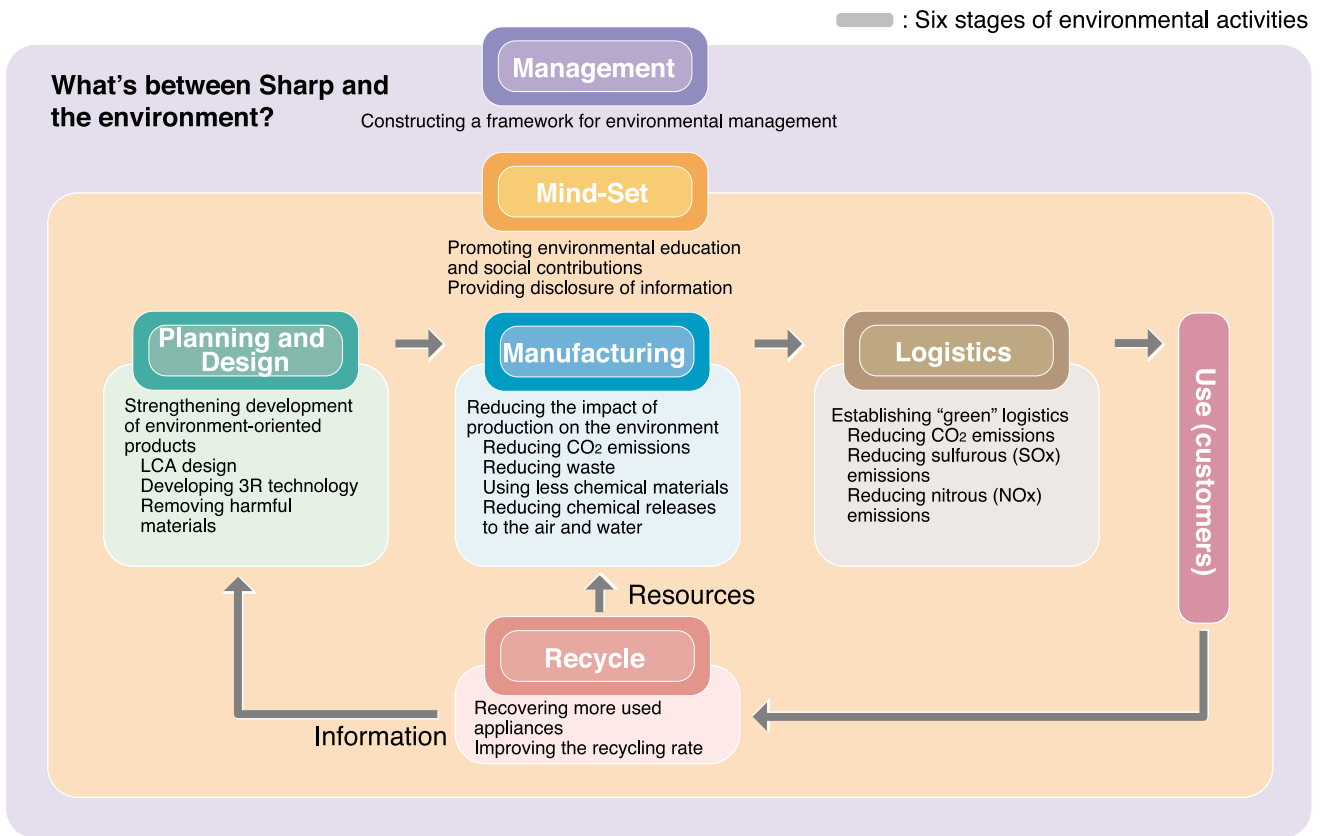 : Six stages of environmental activities
What's between Sharp and
the environment?
Management
Constructing a framework for environmental management
Mind-Set
Promoting environmental education
and social contributions
Providing disclosure of information
Planning and
Design
Strengthening development
of environment-oriented
products
LCA design
Developing 3R technology
Removing harmful
materials
Manufacturing
Reducing the impact of
production on the environment
Reducing CO2 emissions
Reducing waste
Using less chemical materials
Reducing chemical releases
to the air and water
Logistics
Establishing “green” logistics
Reducing CO2 emissions
Reducing sulfurous (SOx)
emissions
Reducing nitrous (NOx)
emissions
Use (customers)
Resources
Recycle
Recovering more used
appliances
Improving the recycling rate
Information